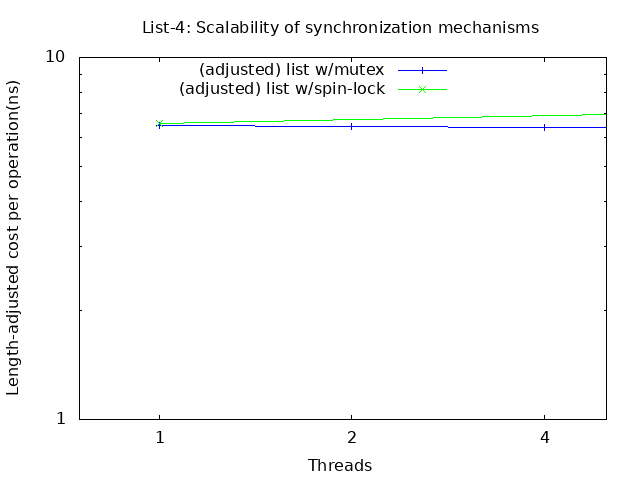 List-4: Scalability of synchronization mechanisms
10
(adjusted) list w/mutex
(adjusted) list w/spin-lock
Length-adjusted cost per operation(ns)
1
1 2 4
Threads